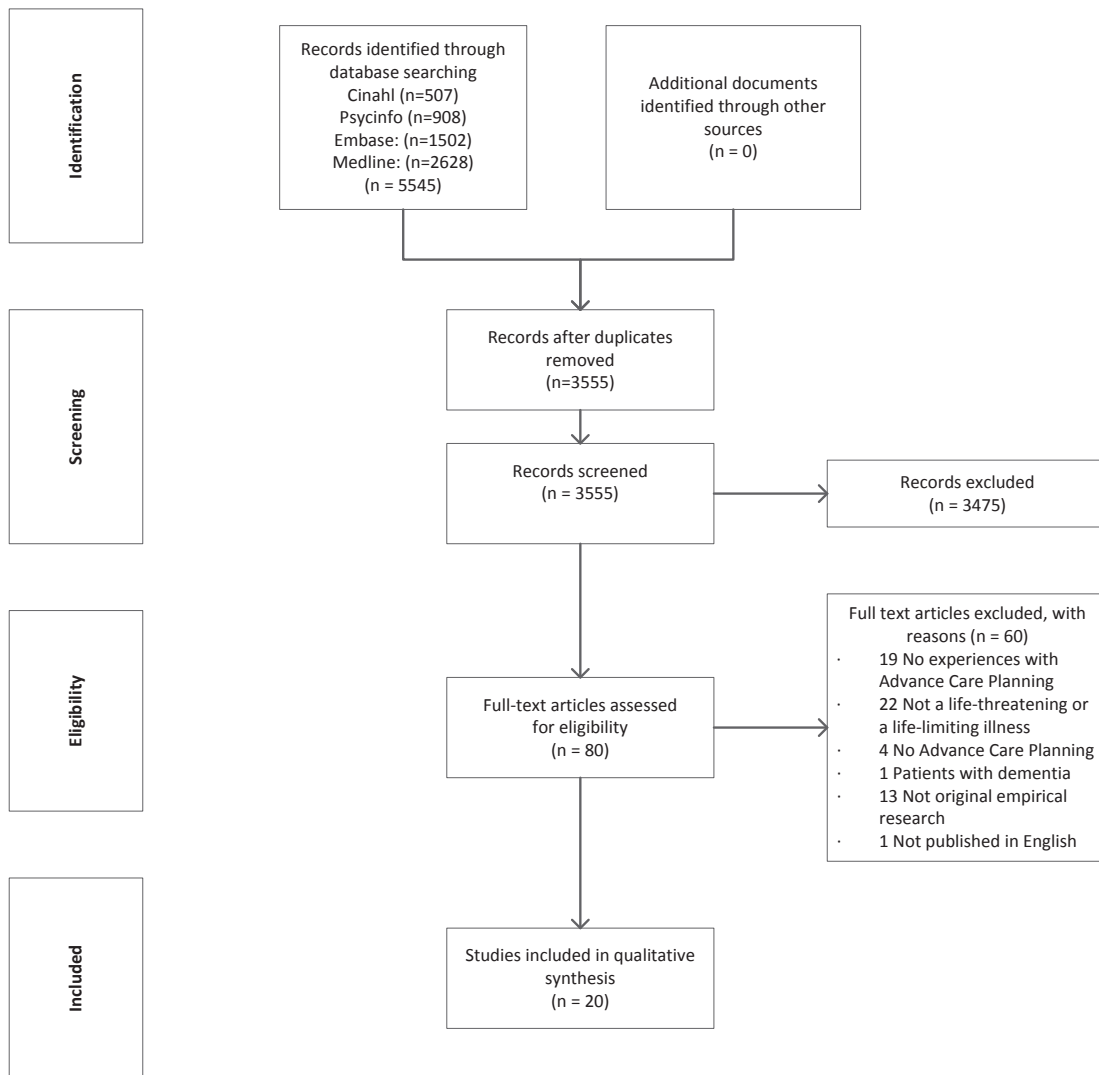 Identification
Records identified through
database searching
Cinahl (n=507)
Psycinfo (n=908)
Embase: (n=1502)
Medline: (n=2628)
(n = 5545)
Additional documents
identified through other
sources
(n = 0)
Screening
Records after duplicates
removed
(n=3555)
Records screened
(n = 3555)
Records excluded
(n = 3475)
Eligibility
Full-text articles assessed
for eligibility
(n = 80)
Full text articles excluded, with
reasons (n = 60)
· 19 No experiences with
Advance Care Planning
· 22 Not a life-threatening or
a life-limiting illness
· 4 No Advance Care Planning
· 1 Patients with dementia
· 13 Not original empirical
research
· 1 Not published in English
Included
Studies included in qualitative
synthesis
(n = 20)